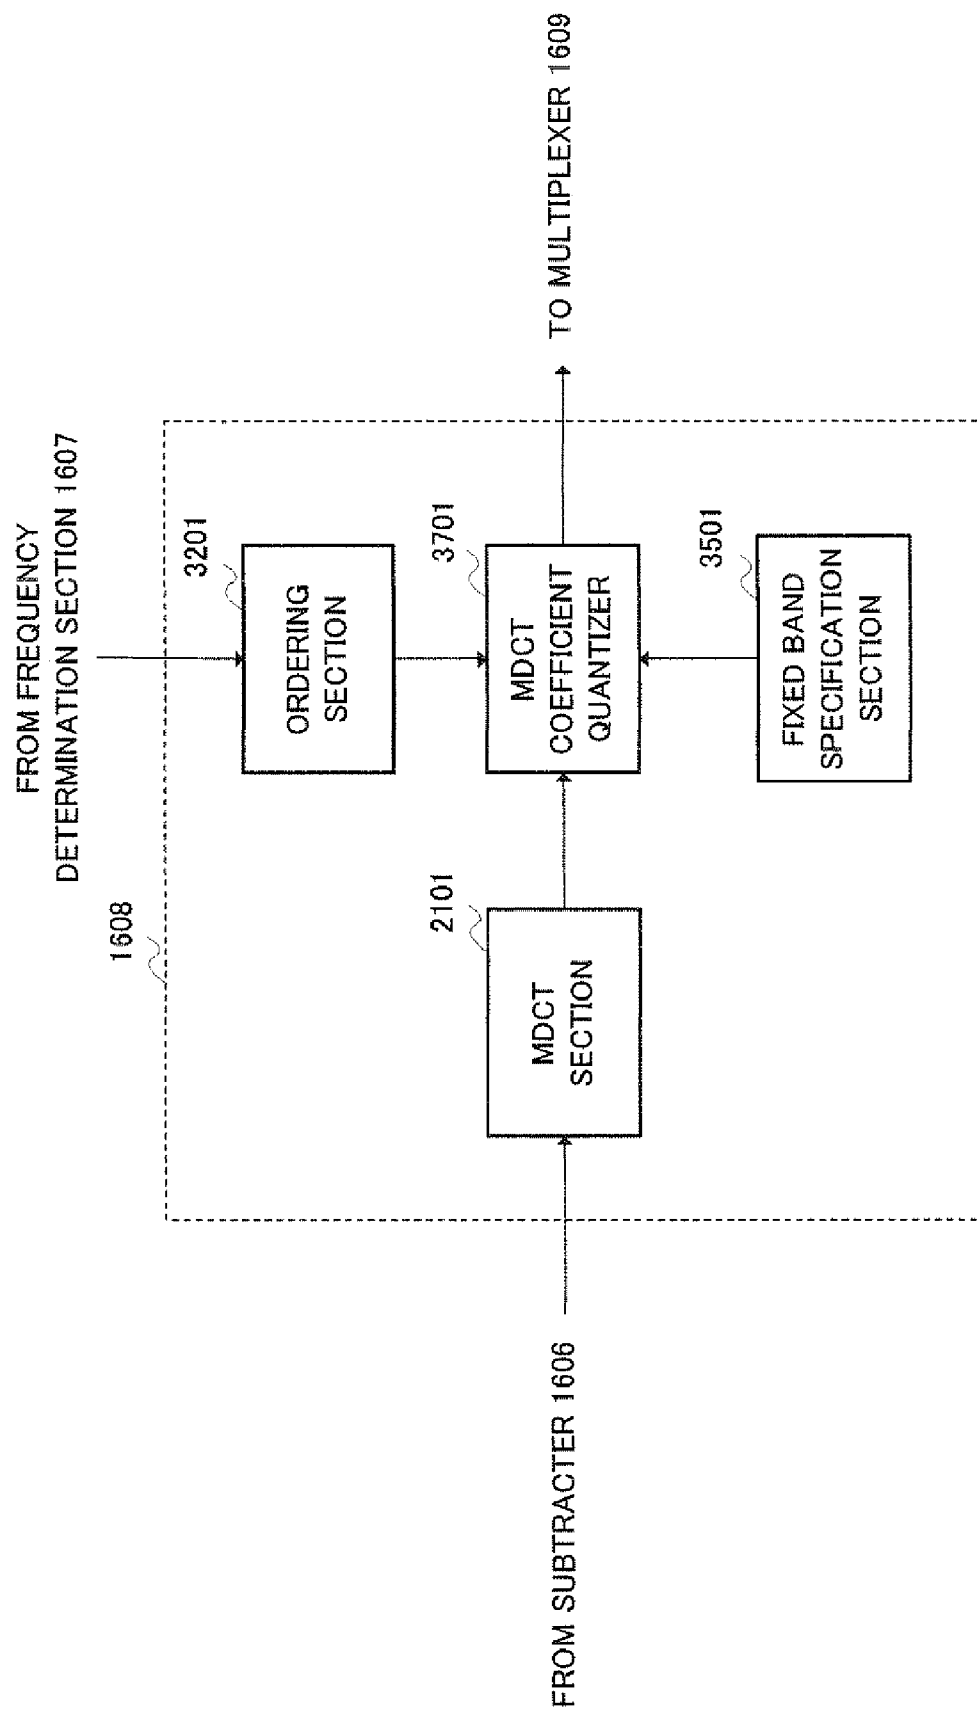 FROM FREQUENCY
DETERMINATION SECTION 1607
1608
3201
ORDERING
SECTION
2101
MDCT
SECTION
3701
MDCT
COEFFICIENT
QUANTIZER
3501
FIXED BAND
SPECIFICATION
SECTION
FROM SUBTRACTER 1606
TO MULTIPLEXER 1609